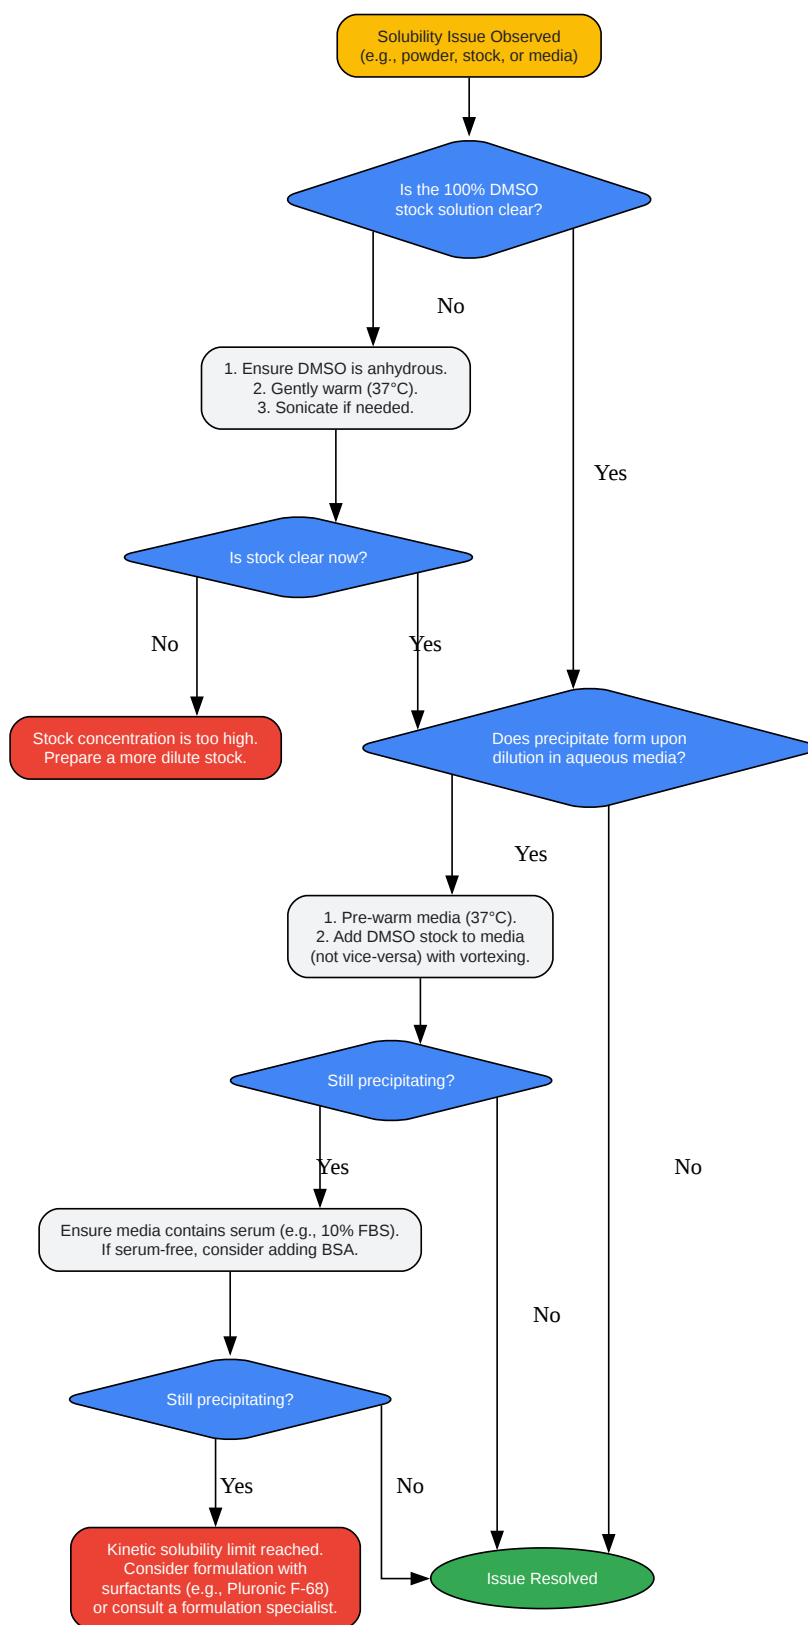 Solubility Issue Observed
(e.g., powder, stock, or media)
Is the 100% DMSO
stock solution clear?
No
1. Ensure DMSO is anhydrous.
2. Gently warm (37°C).
3. Sonicate if needed.
Yes
Is stock clear now?
No
Yes
Stock concentration is too high.
Prepare a more dilute stock.
Does precipitate form upon
dilution in aqueous media?
Yes
1. Pre-warm media (37°C).
2. Add DMSO stock to media
(not vice-versa) with vortexing.
Still precipitating?
Yes
No
Ensure media contains serum (e.g., 10% FBS).
If serum-free, consider adding BSA.
No
Still precipitating?
Yes
No
Kinetic solubility limit reached.
Consider formulation with
surfactants (e.g., Pluronic F-68)
or consult a formulation specialist.
Issue Resolved